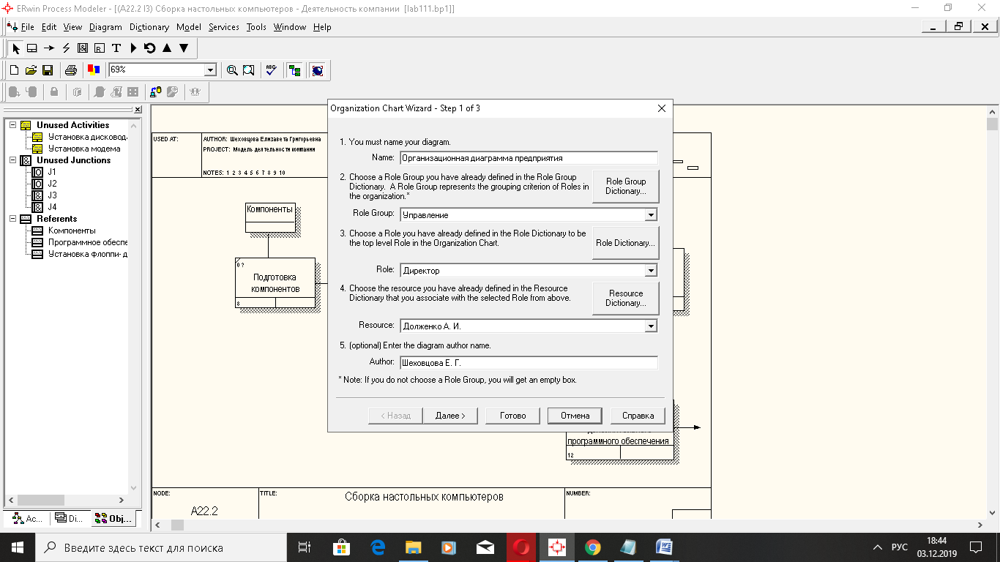 ERwin Process Modeler - [(A22.2 I3) Сборка настольных компьютеров - Деятельность компании  [lab111.bp1]]
File Edit View Diagram Dictionary Model Services Tools Window Help
69%
Unused Activities
Установка дисковод
Установка модема
Unused Junctions
J1
J2
J3
J4
Referents
Компоненты
Программное обеспе
Установка флоппи- д
Ac...
Di...
Obj...
USED AT:
AUTHOR: Шеховцова Елизавета Григорьевна
PROJECT: Модель деятельности компании
NOTES: 1 2 3 4 5 6 7 8 9 10
Компоненты
0 ?
Подготовка
компонентов
8
Organization Chart Wizard - Step 1 of 3
1. You must name your diagram.
Name: Организационная диаграмма предприятия
2. Choose a Role Group you have already defined in the Role Group
Dictionary. A Role Group represents the grouping criterion of Roles in
the organization.*
Role Group
Dictionary...
Role Group: Управление
3. Choose a Role you have already defined in the Role Dictionary to be
the top level Role in the Organization Chart.
Role Dictionary...
Role: Директор
4. Choose the resource you have already defined in the Resource
Dictionary that you associate with the selected Role from above.
Resource
Dictionary...
Resource: Долженко А. И.
5. (optional) Enter the diagram author name.
Author: Шеховцова Е. Г.
* Note: If you do not choose a Role Group, you will get an empty box.
< Назад
Далее >
Готово
Отмена
Справка
программного обеспечения
12
NODE:
A22.2
TITLE:
Сборка настольных компьютеров
NUMBER:
Введите здесь текст для поиска
РУС
18:44
03.12.2019